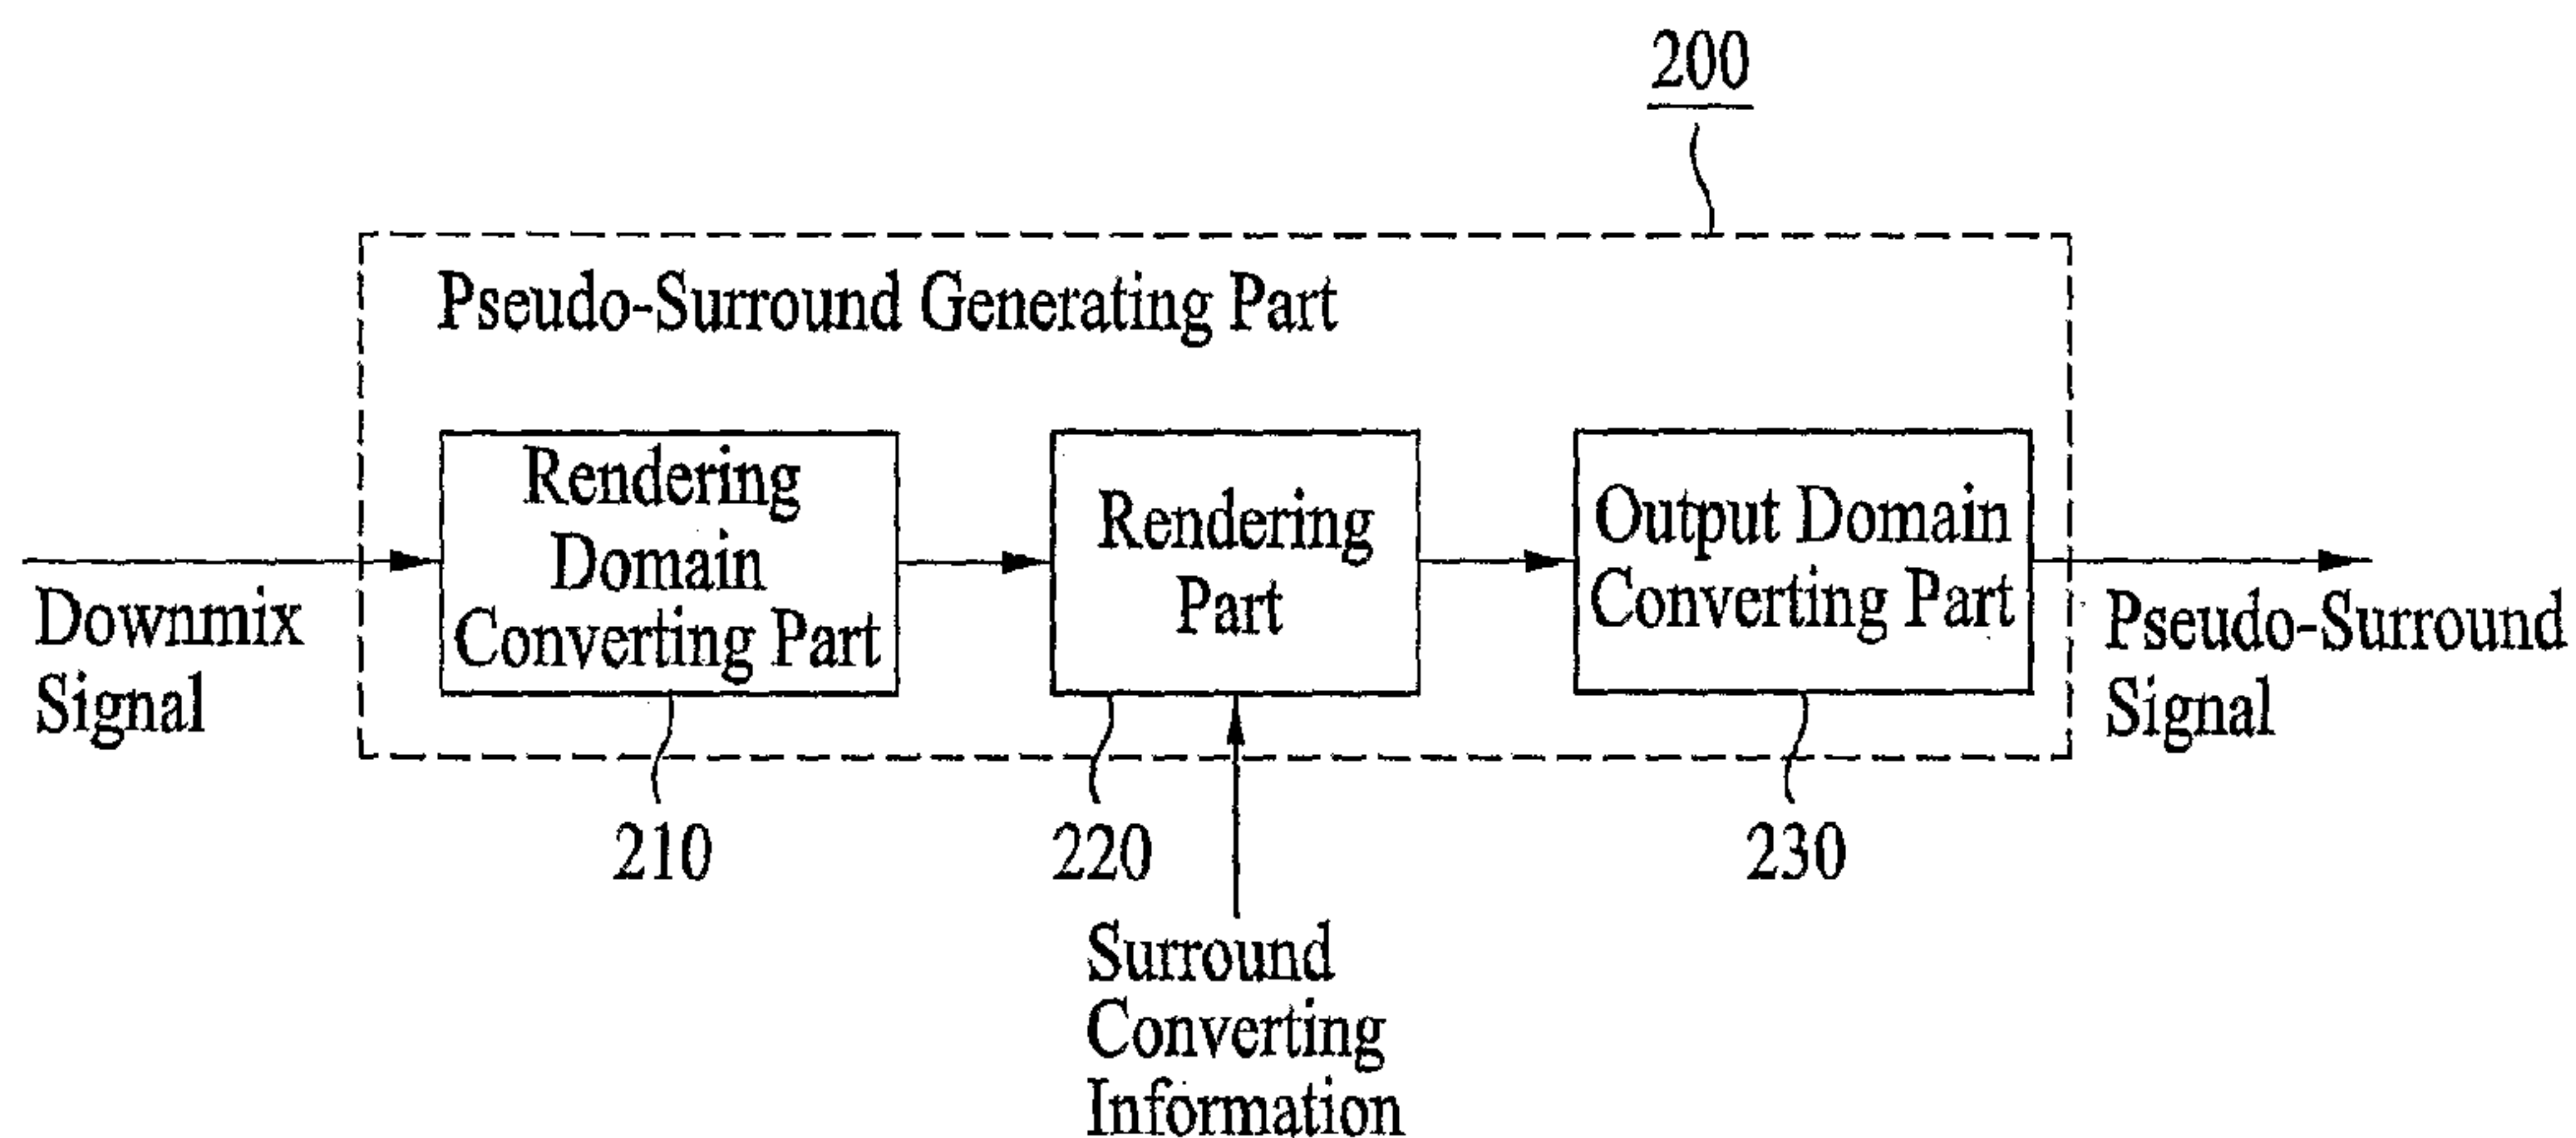 200
Pseudo-Surround Generating Part
Rendering
Domain
Converting Part
Rendering
Part
Output Domain
Converting Part
Downmix
Signal
Pseudo-Surround
Signal
210
220
230
Surround
Converting
Information